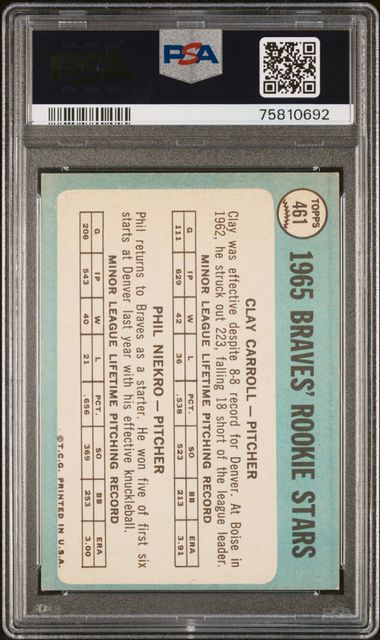 PSA
PSA
75810692
TOPPS
461
1965 BRAVES' ROOKIE STARS
CLAY CARROLL — PITCHER
Clay was effective despite 8-8 record for Denver. At Boise in
1962, he struck out 223, falling 18 short of the league leader.
MINOR LEAGUE LIFETIME PITCHING RECORD
G IP W L PCT. SO BB ERA
111 629 42 36 .538 523 213 3.91
PHIL NIEKRO — PITCHER
Phil returns to Braves as a starter. He won five of first six
starts at Denver last year with his effective knuckleball.
MINOR LEAGUE LIFETIME PITCHING RECORD
G IP W L PCT. SO BB ERA
206 543 40 21 .656 369 253 3.00
©T.C.G. PRINTED IN U.S.A.